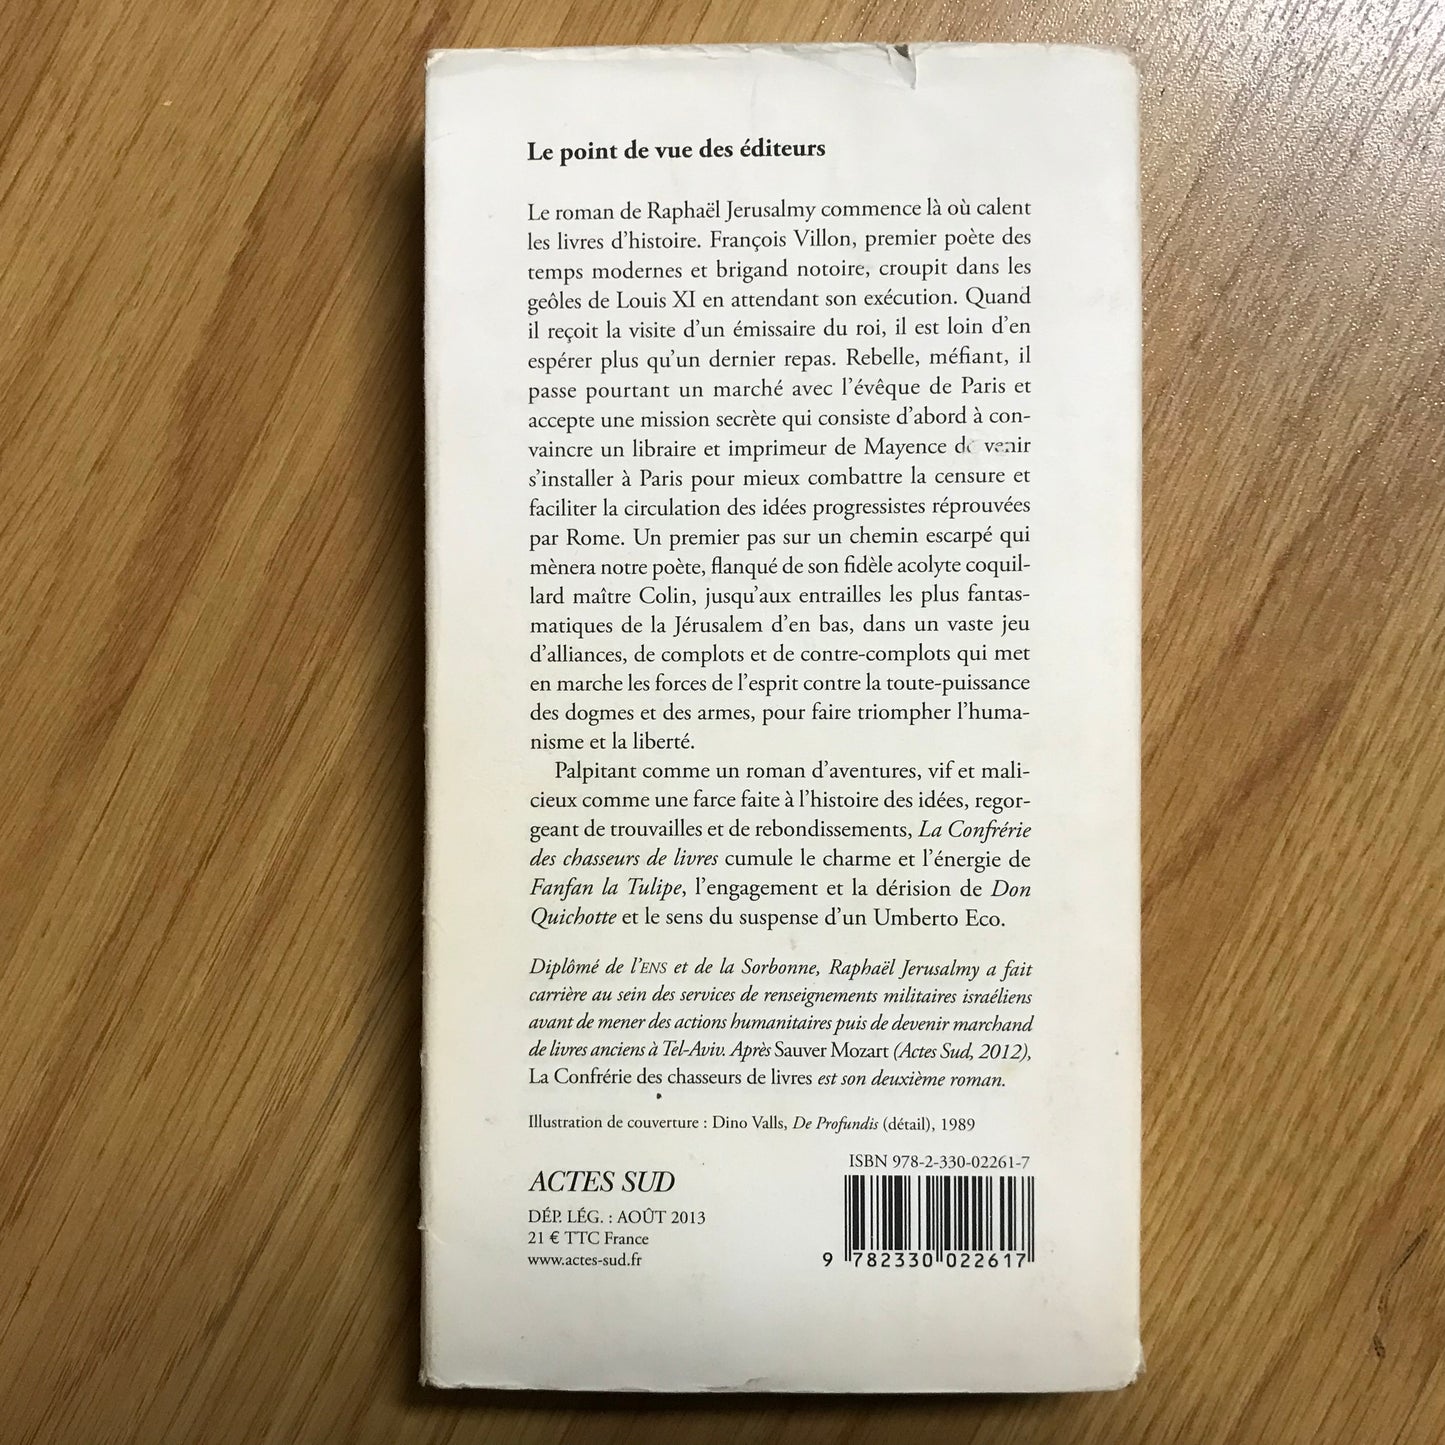 Le point de vue des éditeurs
Le roman de Raphaël Jerusalmy commence là où calent
les livres d'histoire. François Villon, premier poète des
temps modernes et brigand notoire, croupit dans les
geôles de Louis XI en attendant son exécution. Quand
il reçoit la visite d'un émissaire du roi, il est loin d'en
espérer plus qu'un dernier repas. Rebelle, méfiant, il
passe pourtant un marché avec l'évêque de Paris et
accepte une mission secrète qui consiste d'abord à con-
vaincre un libraire et imprimeur de Mayence de venir
s'installer à Paris pour mieux combattre la censure et
faciliter la circulation des idées progressistes réprouvées
par Rome. Un premier pas sur un chemin escarpé qui
mènera notre poète, flanqué de son fidèle acolyte coquil-
lard maître Colin, jusqu'aux entrailles les plus fantas-
matiques de la Jérusalem d'en bas, dans un vaste jeu
d'alliances, de complots et de contre-complots qui met
en marche les forces de l'esprit contre la toute-puissance
des dogmes et des armes, pour faire triompher l'huma-
nisme et la liberté.
Palpitant comme un roman d'aventures, vif et mali-
cieux comme une farce faite à l'histoire des idées, regor-
geant de trouvailles et de rebondissements, La Confrérie
des chasseurs de livres cumule le charme et l'énergie de
Fanfan la Tulipe, l'engagement et la dérision de Don
Quichotte et le sens du suspense d'un Umberto Eco.
Diplômé de l'ENS et de la Sorbonne, Raphaël Jerusalmy a fait
carrière au sein des services de renseignements militaires israéliens
avant de mener des actions humanitaires puis de devenir marchand
de livres anciens à Tel-Aviv. Après Sauver Mozart (Actes Sud, 2012),
La Confrérie des chasseurs de livres est son deuxième roman.
Illustration de couverture : Dino Valls, De Profundis (détail), 1989
ACTES SUD
DÉP. LÉG. : AOÛT 2013
21 € TTC France
www.actes-sud.fr
ISBN 978-2-330-02261-7
9 782330 022617